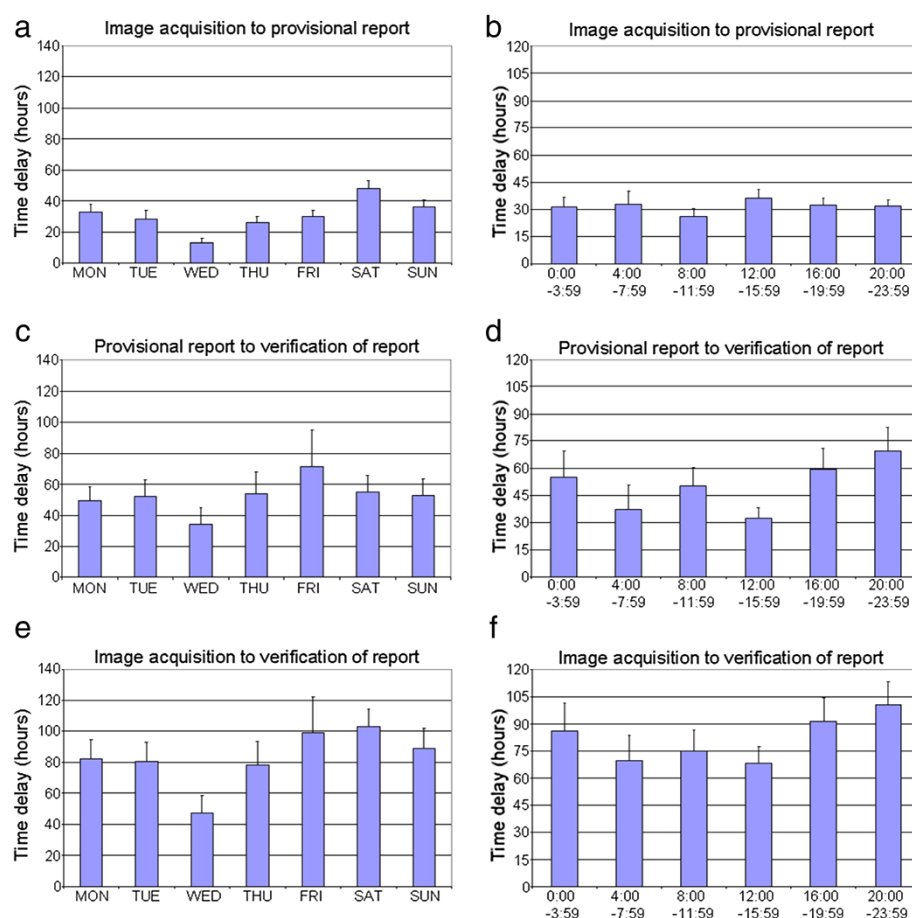 a
Image acquisition to provisional report
Time delay (hours)
140
120
100
80
60
40
20
0
MON TUE WED THU FRI SAT SUN
b
Image acquisition to provisional report
Time delay (hours)
120
105
90
75
60
45
30
15
0
0:00 4:00 8:00 12:00 16:00 20:00
-3:59 -7:59 -11:59 -15:59 -19:59 -23:59
c
Provisional report to verification of report
Time delay (hours)
140
120
100
80
60
40
20
0
MON TUE WED THU FRI SAT SUN
d
Provisional report to verification of report
Time delay (hours)
120
105
90
75
60
45
30
15
0
0:00 4:00 8:00 12:00 16:00 20:00
-3:59 -7:59 -11:59 -15:59 -19:59 -23:59
e
Image acquisition to verification of report
Time delay (hours)
140
120
100
80
60
40
20
0
MON TUE WED THU FRI SAT SUN
f
Image acquisition to verification of report
Time delay (hours)
120
105
90
75
60
45
30
15
0
0:00 4:00 8:00 12:00 16:00 20:00
-3:59 -7:59 -11:59 -15:59 -19:59 -23:59